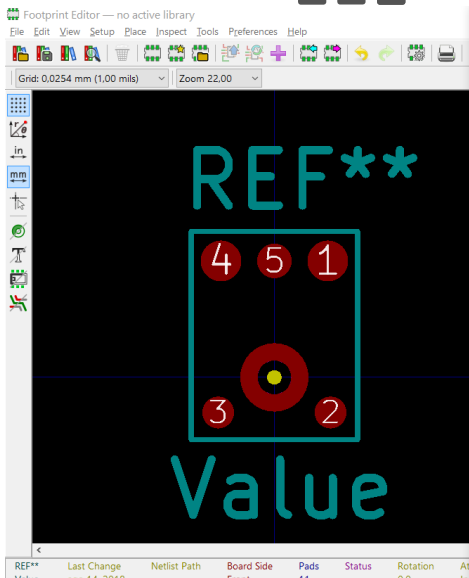 Footprint Editor — no active library
File Edit View Setup Place Inspect Tools Preferences Help
Grid: 0,0254 mm (1,00 mils) Zoom 22,00
in
mm
REF**
4 5 1
3 2
Value
REF** Last Change Netlist Path Board Side Pads Status Rotation